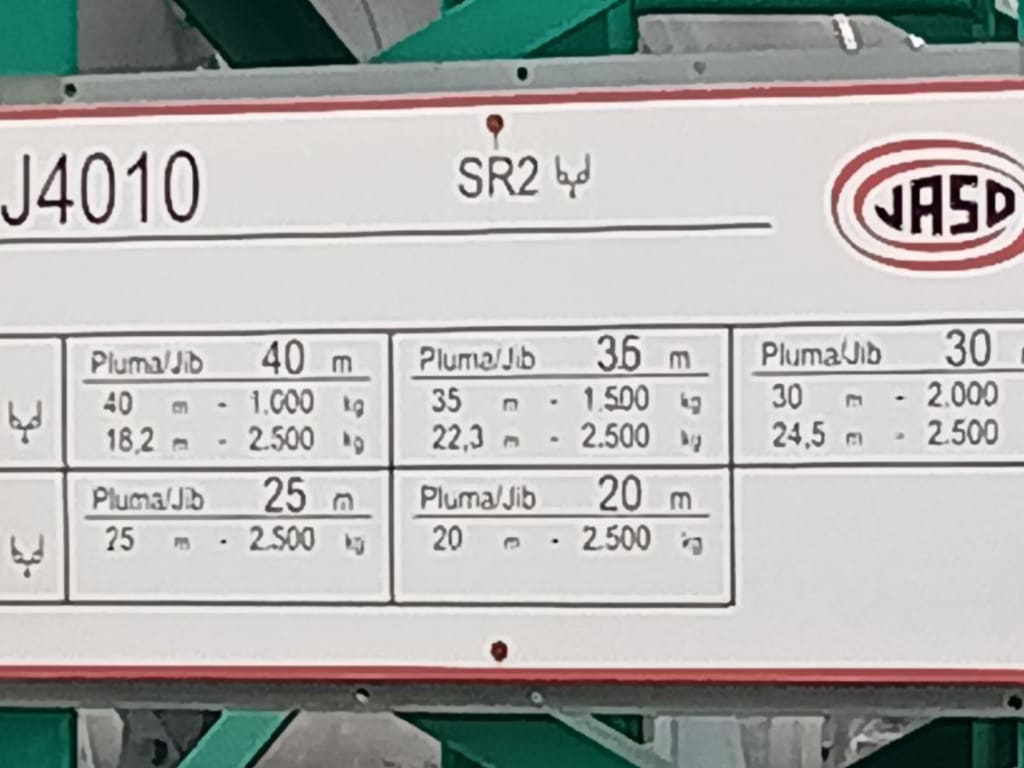 J4010
SR2
JASO
Pluma/Jib 40 m
40 m - 1.000 kg
18,2 m - 2.500 kg
Pluma/Jib 35 m
35 m - 1.500 kg
22,3 m - 2.500 kg
Pluma/Jib 30
30 m - 2.000
24,5 m - 2.500
Pluma/Jib 25 m
25 m - 2.500 kg
Pluma/Jib 20 m
20 m - 2.500 kg